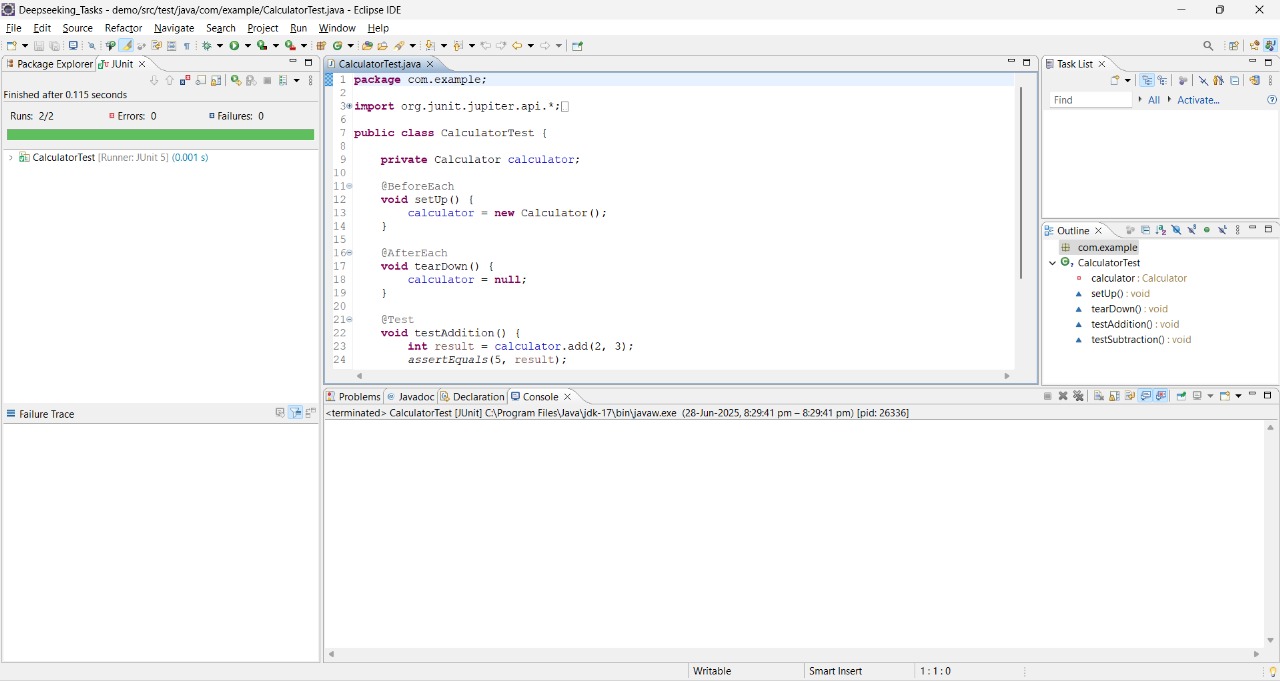 Deepseeking_Tasks - demo/src/test/java/com/example/CalculatorTest.java - Eclipse IDE
File Edit Source Refactor Navigate Search Project Run Window Help
Package Explorer JUnit
Finished after 0.115 seconds
Runs: 2/2 Errors: 0 Failures: 0
CalculatorTest [Runner: JUnit 5] (0.001 s)
Failure Trace
CalculatorTest.java
1 package com.example;
2
3 import org.junit.jupiter.api.*;
6
7 public class CalculatorTest {
8
9 private Calculator calculator;
10
11 @BeforeEach
12 void setUp() {
13 calculator = new Calculator();
14 }
15
16 @AfterEach
17 void tearDown() {
18 calculator = null;
19 }
20
21 @Test
22 void testAddition() {
23 int result = calculator.add(2, 3);
24 assertEquals(5, result);
Problems Javadoc Declaration Console
<terminated> CalculatorTest [JUnit] C:\Program Files\Java\jdk-17\bin\javaw.exe (28-Jun-2025, 8:29:41 pm – 8:29:41 pm) [pid: 26336]
Task List
Find All Activate...
Outline
com.example
CalculatorTest
calculator : Calculator
setUp() : void
tearDown() : void
testAddition() : void
testSubtraction() : void
Writable Smart Insert 1 : 1 : 0